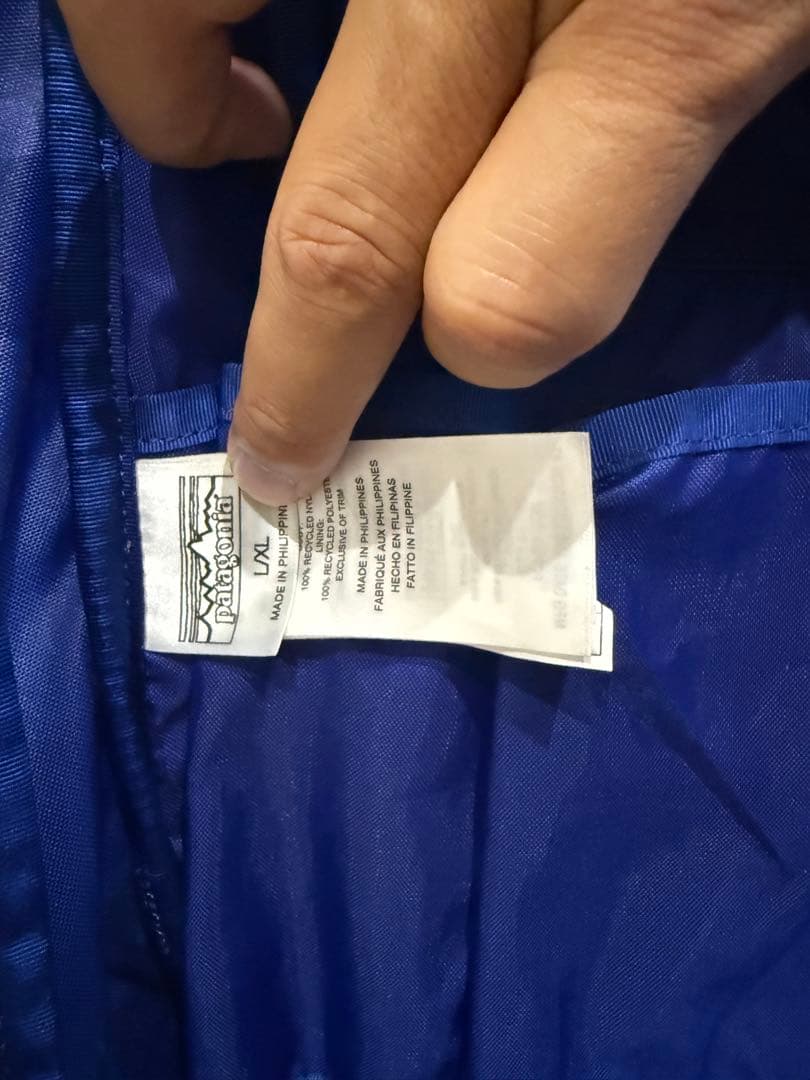 patagonia
L/XL
MADE IN PHILIPPIN
100% RECYCLED NYL
LINING:
100% RECYCLED POLYEST
EXCLUSIVE OF TRIM
MADE IN PHILIPPINES
FABRIQUÉ AUX PHILIPPINES
HECHO EN FILIPINAS
FATTO IN FILIPPINE